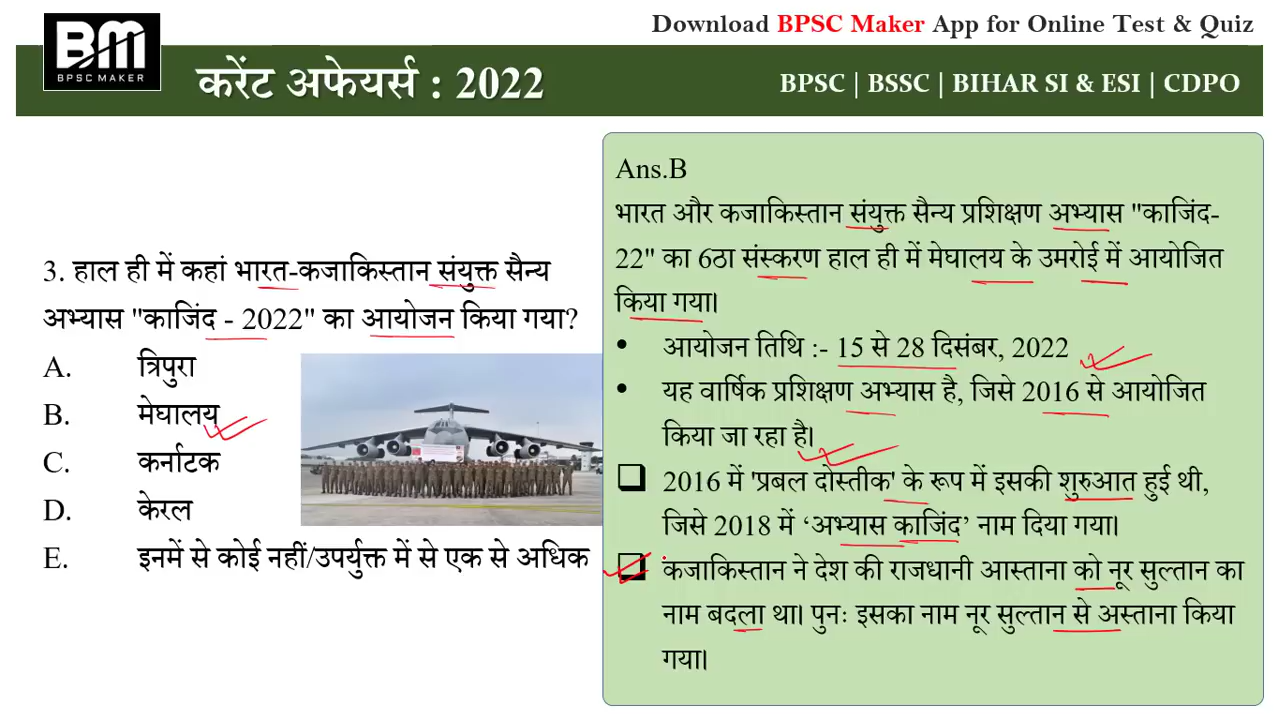 Download BPSC Maker App for Online Test & Quiz
BM
BPSC MAKER
करेंट अफेयर्स : 2022
BPSC | BSSC | BIHAR SI & ESI | CDPO
3. हाल ही में कहां भारत-कजाकिस्तान संयुक्त सैन्य
अभ्यास "काजिंद - 2022" का आयोजन किया गया?
A. त्रिपुरा
B. मेघालय
C. कर्नाटक
D. केरल
E. इनमें से कोई नहीं/उपर्युक्त में से एक से अधिक
Ans.B
भारत और कजाकिस्तान संयुक्त सैन्य प्रशिक्षण अभ्यास "काजिंद-
22" का 6ठा संस्करण हाल ही में मेघालय के उमरोई में आयोजित
किया गया।
• आयोजन तिथि :- 15 से 28 दिसंबर, 2022
• यह वार्षिक प्रशिक्षण अभ्यास है, जिसे 2016 से आयोजित
किया जा रहा है।
❑ 2016 में 'प्रबल दोस्तीक' के रूप में इसकी शुरुआत हुई थी,
जिसे 2018 में ‘अभ्यास काजिंद’ नाम दिया गया।
❑ कजाकिस्तान ने देश की राजधानी आस्ताना को नूर सुल्तान का
नाम बदला था। पुनः इसका नाम नूर सुल्तान से अस्ताना किया
गया।